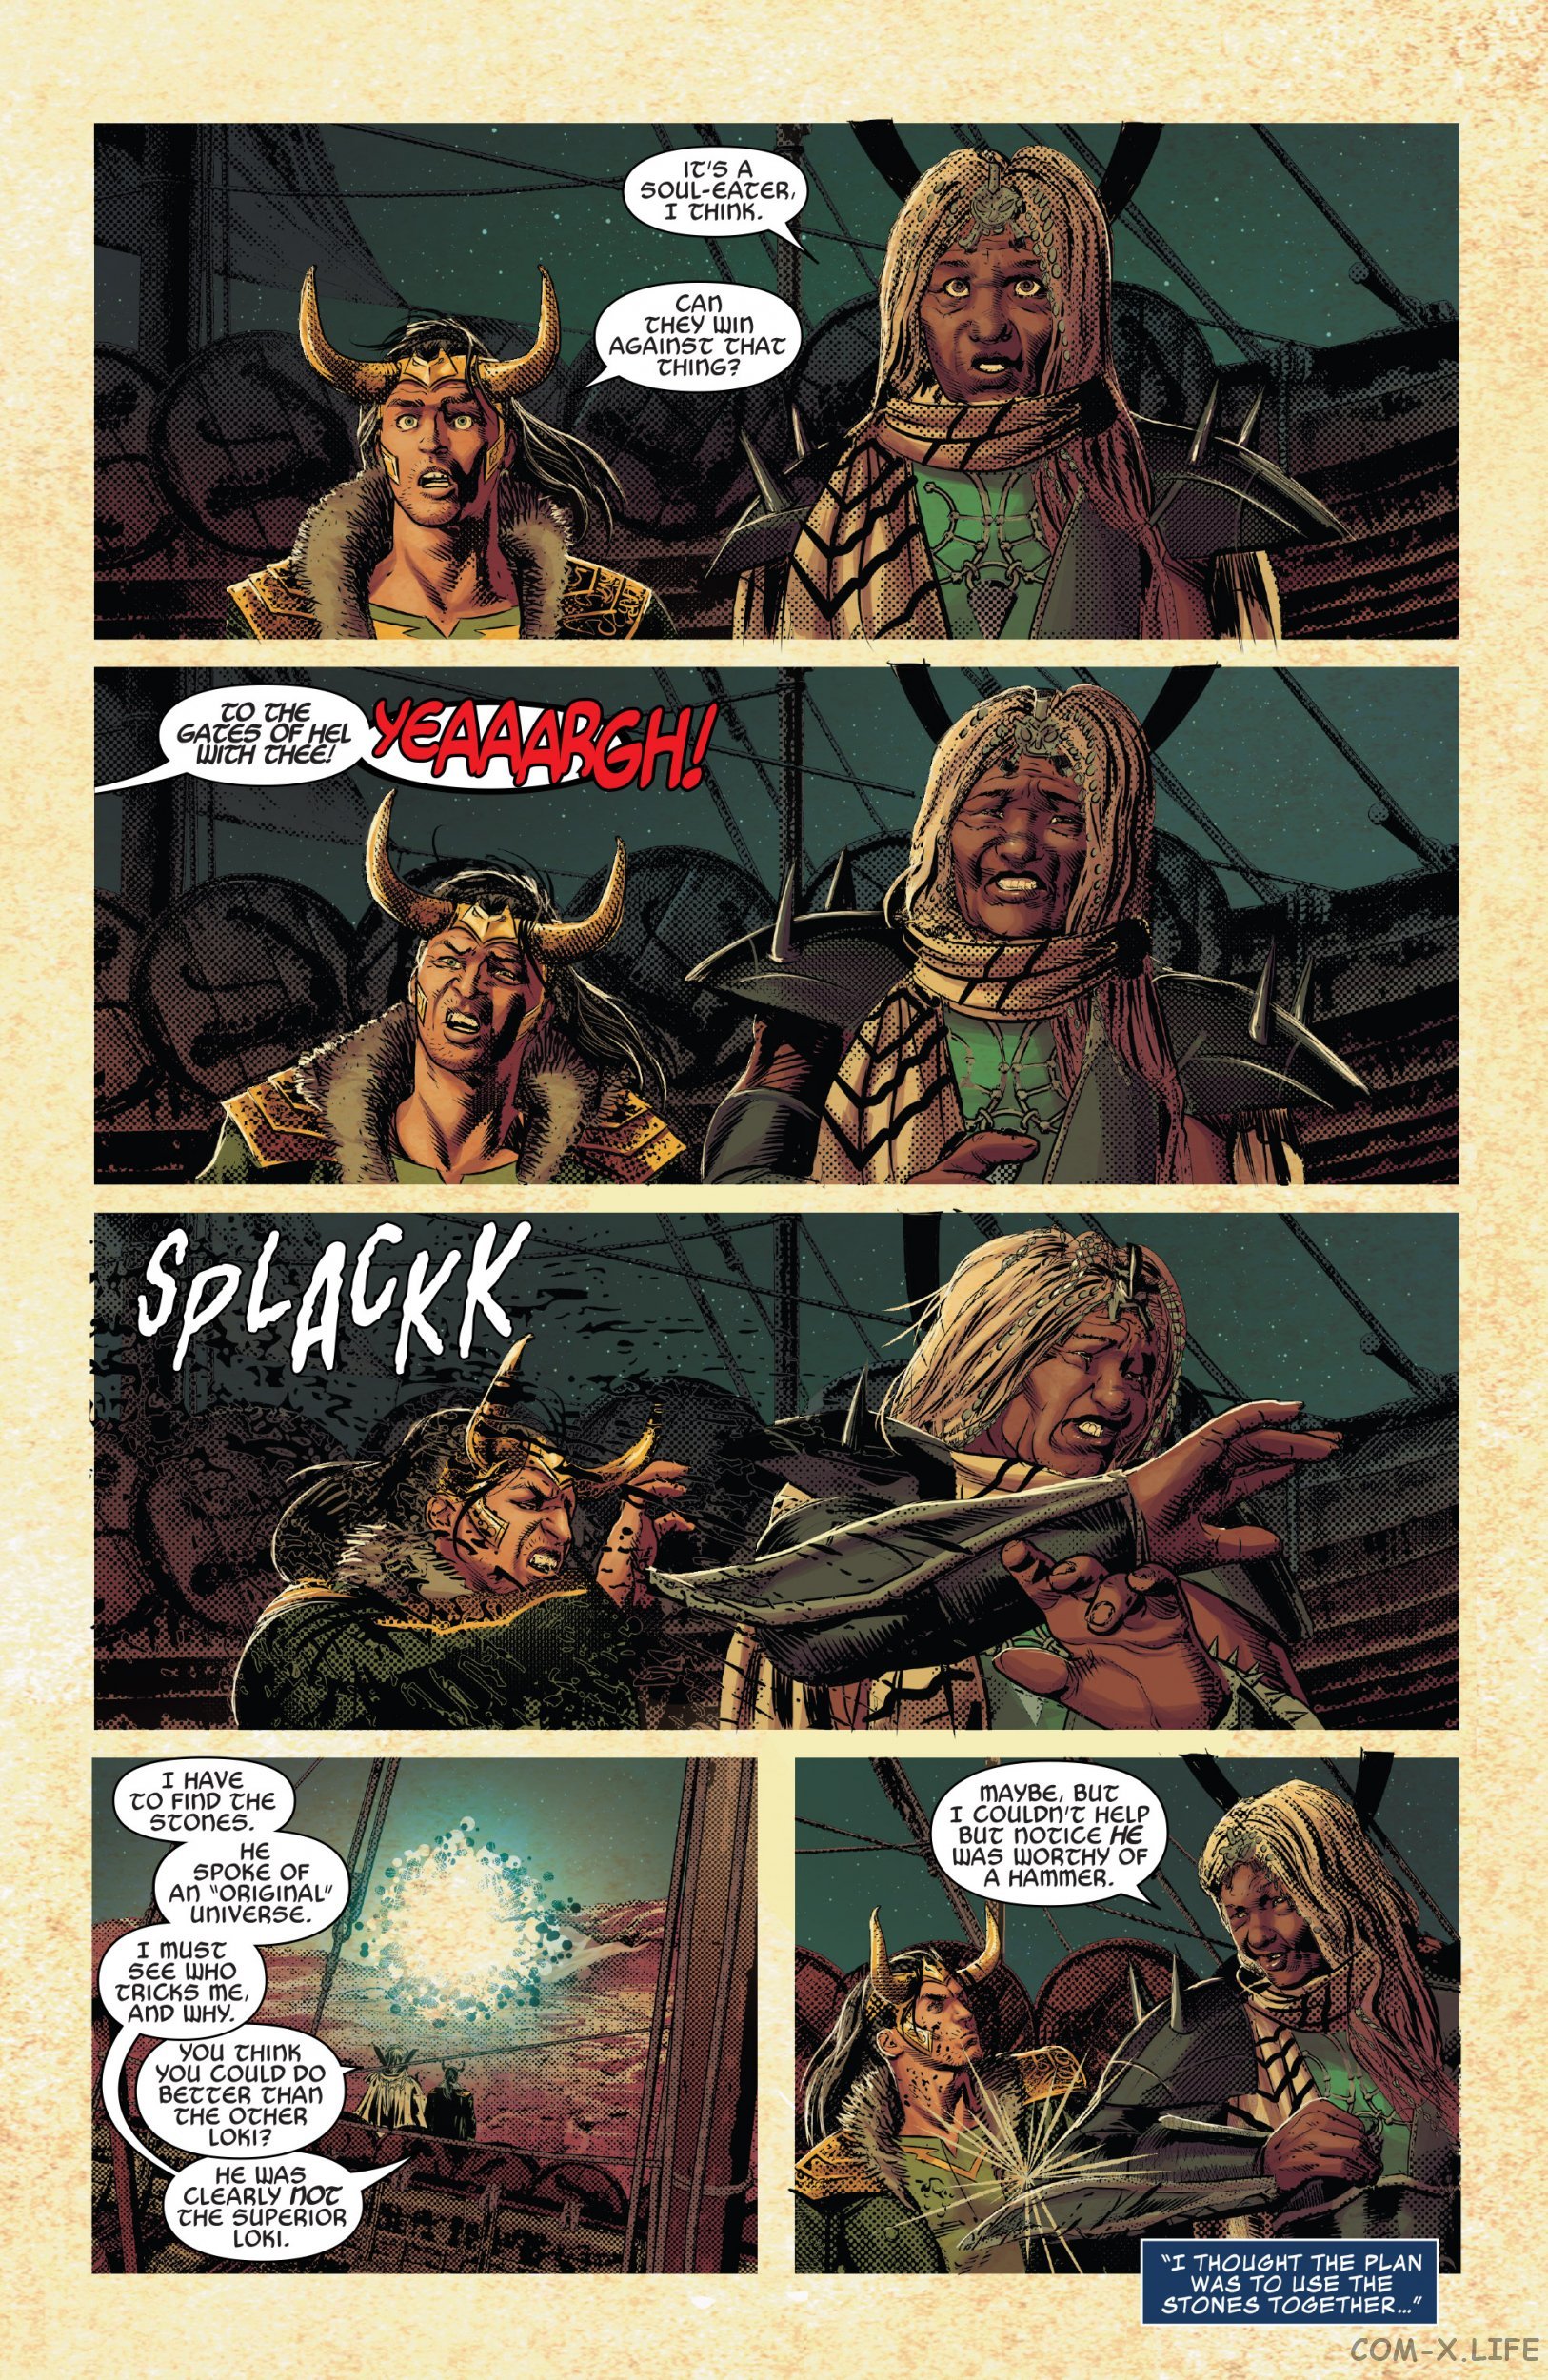 IT'S A
SOUL-EATER,
I THINK.
CAN
THEY WIN
AGAINST THAT
THING?
TO THE
GATES OF HEL
WITH THEE!
YEAAARGH!
SPLACKK
I HAVE
TO FIND THE
STONES.
HE
SPOKE OF
AN "ORIGINAL"
UNIVERSE.
I MUST
SEE WHO
TRICKS ME,
AND WHY.
YOU THINK
YOU COULD DO
BETTER THAN
THE OTHER
LOKI?
HE WAS
CLEARLY NOT
THE SUPERIOR
LOKI.
MAYBE, BUT
I COULDN'T HELP
BUT NOTICE HE
WAS WORTHY OF
A HAMMER.
"I THOUGHT THE PLAN
WAS TO USE THE
STONES TOGETHER..."
COM-X.LIFE